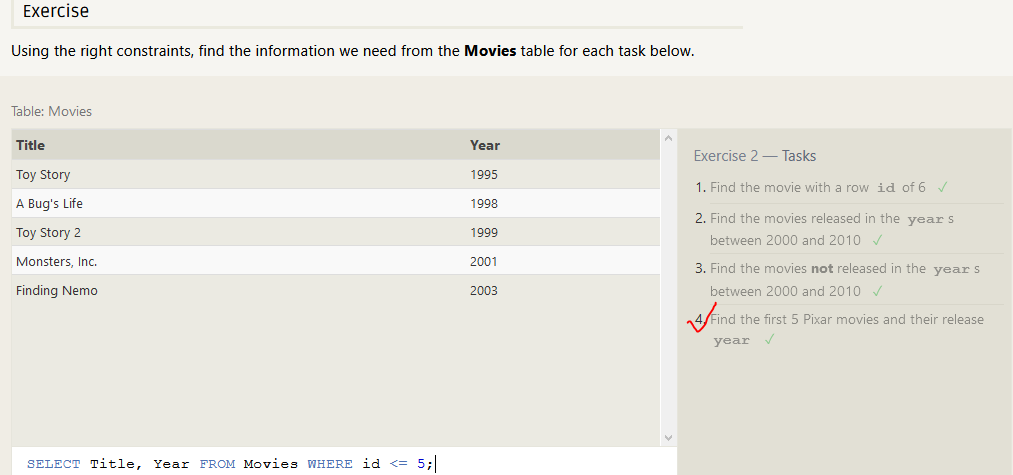 Exercise
Using the right constraints, find the information we need from the Movies table for each task below.
Table: Movies
Title Year
Toy Story 1995
A Bug's Life 1998
Toy Story 2 1999
Monsters, Inc. 2001
Finding Nemo 2003
SELECT Title, Year FROM Movies WHERE id <= 5;
Exercise 2 — Tasks
1. Find the movie with a row id of 6 ✓
2. Find the movies released in the year s
between 2000 and 2010 ✓
3. Find the movies not released in the year s
between 2000 and 2010 ✓
4. Find the first 5 Pixar movies and their release
year ✓